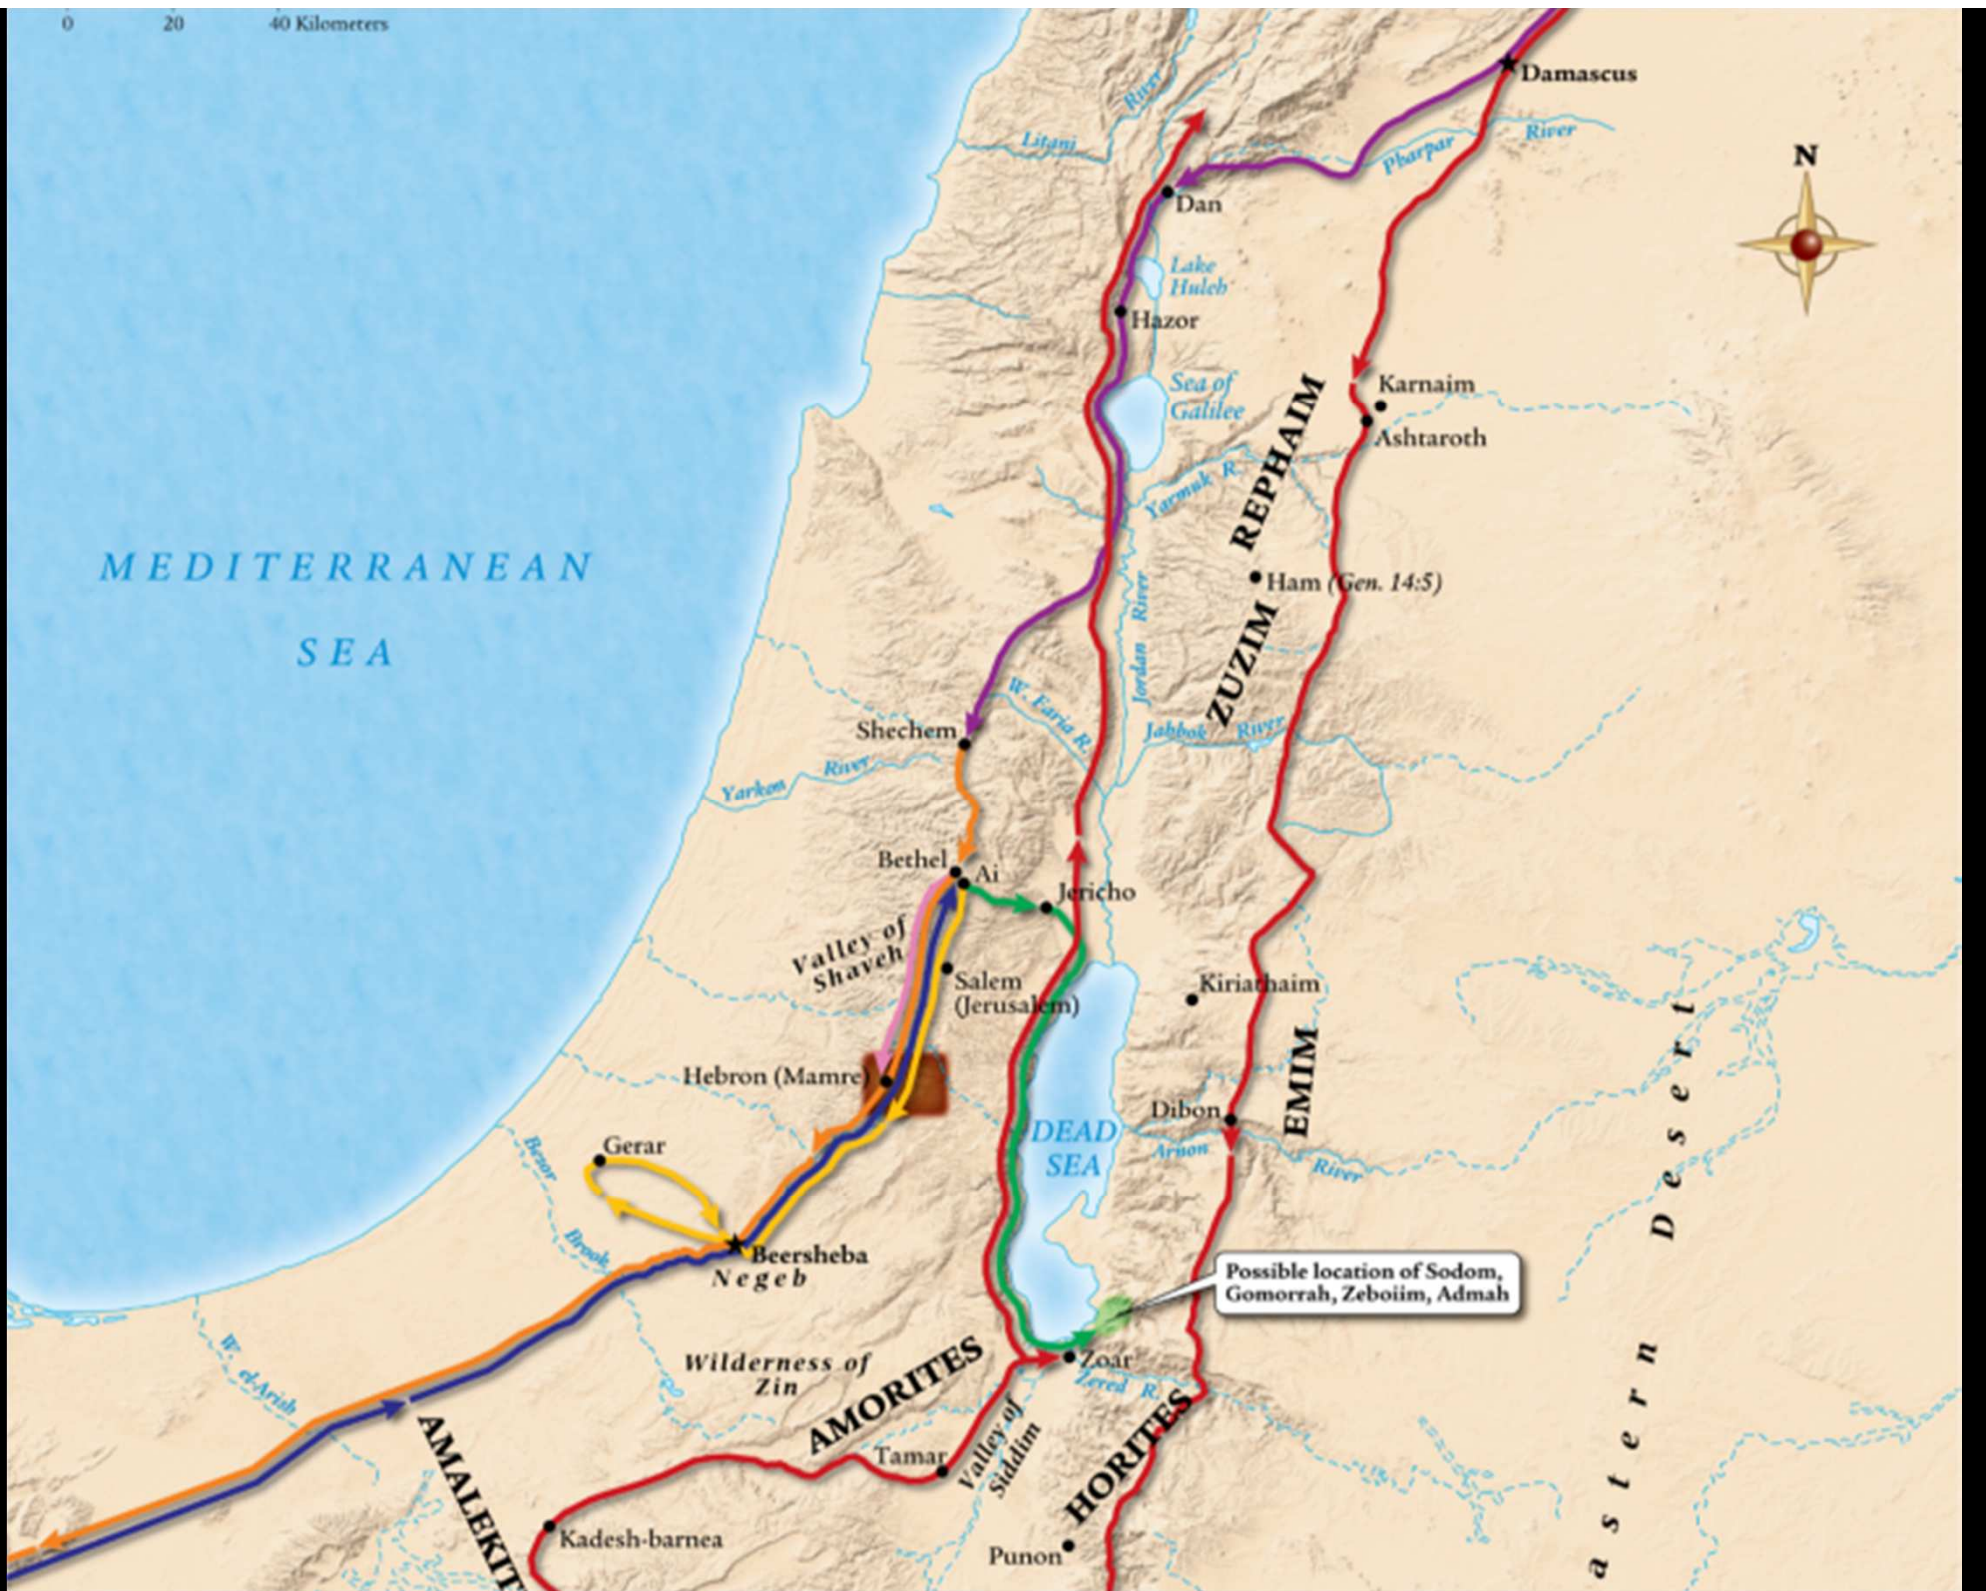 0 20 40 Kilometers
Damascus
Litani River
Pharpar River
N
Dan
Lake
Huleh
Hazor
Sea of
Galilee
Karnaim
Ashtaroth
REPHAIM
Yarmuk R.
MEDITERRANEAN
SEA
Ham (Gen. 14:5)
ZUZIM
Jordan River
W. Faria R.
Shechem
Jabbok River
Yarkon River
Bethel
Ai
Jericho
Valley of
Shaveh
Salem
(Jerusalem)
Kiriathaim
Hebron (Mamre)
EMIM
Dibon
DEAD
SEA
Arnon River
Gerar
Besor Brook
Beersheba
Negeb
Possible location of Sodom,
Gomorrah, Zeboiim, Admah
Wilderness of
Zin
AMORITES
Zoar
Zered R.
W. el-Arish
Valley of
Siddim
Tamar
HORITES
AMALEKIT
Kadesh-barnea
Punon
astern Desert